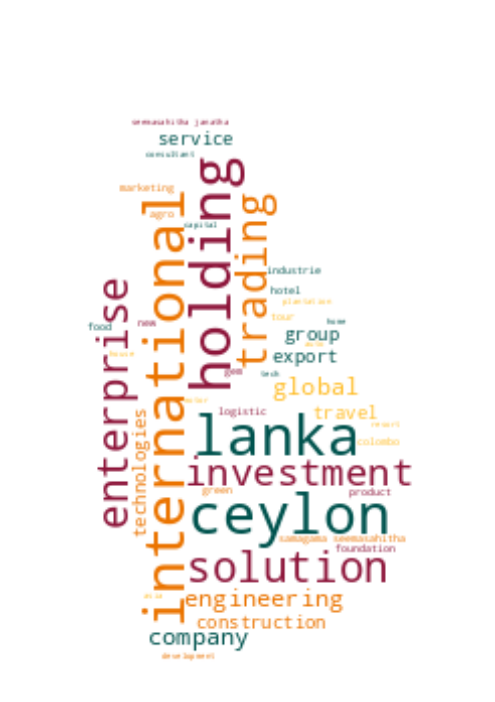 seemasahitha janatha
service
consultant
marketing
holding
international
trading
agro
capital
industrie
enterprise
hotel
plantation
tour
home
food
new
group
auto
export
house
gem
tech
global
motor
technologies
logistic
travel
resort
lanka
colombo
investment
green
product
ceylon
samagama seemasahitha
foundation
solution
asia
engineering
construction
company
development